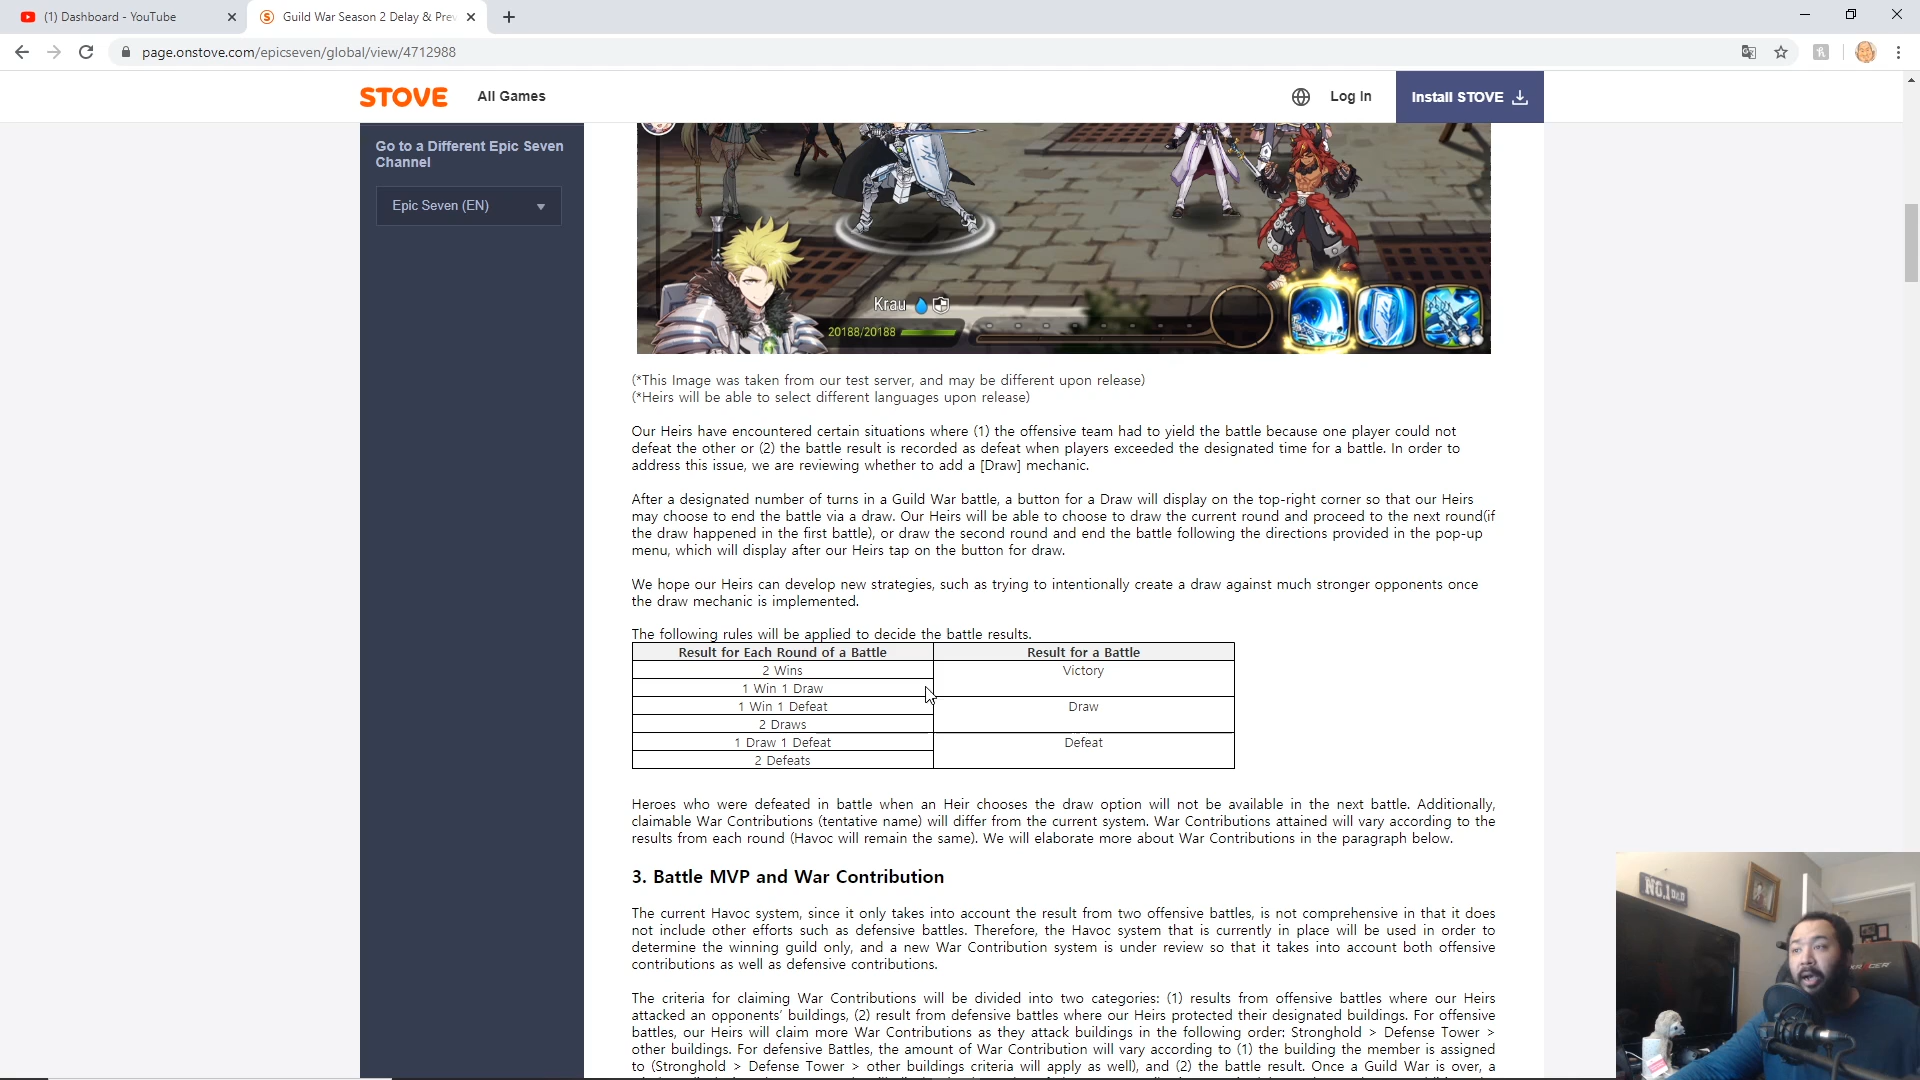 (1) Dashboard - YouTube
Guild War Season 2 Delay & Prev
page.onstove.com/epicseven/global/view/4712988
STOVE
All Games
Log In
Install STOVE
Go to a Different Epic Seven
Channel
Epic Seven (EN)
Krau
20188/20188
(*This Image was taken from our test server, and may be different upon release)
(*Heirs will be able to select different languages upon release)
Our Heirs have encountered certain situations where (1) the offensive team had to yield the battle because one player could not
defeat the other or (2) the battle result is recorded as defeat when players exceeded the designated time for a battle. In order to
address this issue, we are reviewing whether to add a [Draw] mechanic.
After a designated number of turns in a Guild War battle, a button for a Draw will display on the top-right corner so that our Heirs
may choose to end the battle via a draw. Our Heirs will be able to choose to draw the current round and proceed to the next round(if
the draw happened in the first battle), or draw the second round and end the battle following the directions provided in the pop-up
menu, which will display after our Heirs tap on the button for draw.
We hope our Heirs can develop new strategies, such as trying to intentionally create a draw against much stronger opponents once
the draw mechanic is implemented.
The following rules will be applied to decide the battle results.
Result for Each Round of a Battle Result for a Battle
2 Wins Victory
1 Win 1 Draw
1 Win 1 Defeat Draw
2 Draws
1 Draw 1 Defeat Defeat
2 Defeats
Heroes who were defeated in battle when an Heir chooses the draw option will not be available in the next battle. Additionally,
claimable War Contributions (tentative name) will differ from the current system. War Contributions attained will vary according to the
results from each round (Havoc will remain the same). We will elaborate more about War Contributions in the paragraph below.
3. Battle MVP and War Contribution
The current Havoc system, since it only takes into account the result from two offensive battles, is not comprehensive in that it does
not include other efforts such as defensive battles. Therefore, the Havoc system that is currently in place will be used in order to
determine the winning guild only, and a new War Contribution system is under review so that it takes into account both offensive
contributions as well as defensive contributions.
The criteria for claiming War Contributions will be divided into two categories: (1) results from offensive battles where our Heirs
attacked an opponents' buildings, (2) result from defensive battles where our Heirs protected their designated buildings. For offensive
battles, our Heirs will claim more War Contributions as they attack buildings in the following order: Stronghold > Defense Tower >
other buildings. For defensive Battles, the amount of War Contribution will vary according to (1) the building the member is assigned
to (Stronghold > Defense Tower > other buildings criteria will apply as well), and (2) the battle result. Once a Guild War is over, a
NO.1